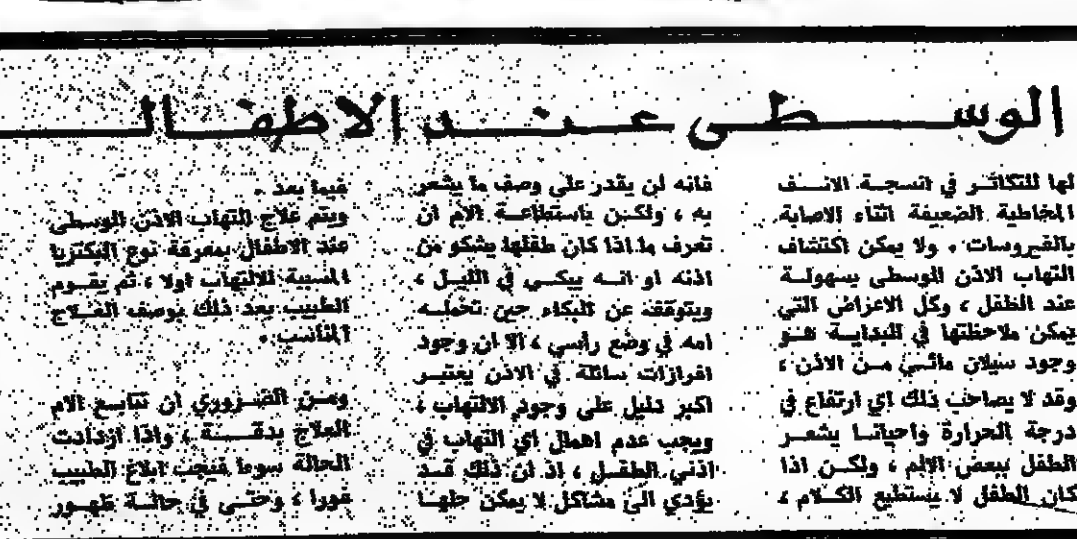 الوسطى عند الاطفال
لها للتكاثر في انسجة الانف
المخاطية الضعيفة اثناء الاصابة
بالفيروسات . ولا يمكن اكتشاف
التهاب الاذن الوسطى بسهولة
عند الطفل ، وكل الاعراض التي
يمكن ملاحظتها في البداية هو
وجود سيلان مائي من الاذن ،
وقد لا يصاحب ذلك اي ارتفاع في
درجة الحرارة واحيانا يشعر
الطفل ببعض الالم ، ولكن اذا
كان الطفل لا يستطيع الكلام ،
فانه لن يقدر على وصف ما يشعر
به ، ولكن باستطاعة الام ان
تعرف ما اذا كان طفلها يشكو من
اذنه او انه يبكي في الليل ،
ويتوقف عن البكاء حين تحمله
امه في وضع رأسي ، الا ان وجود
افرازات سائلة في الاذن يعتبر
اكبر دليل على وجود الالتهاب ،
ويجب عدم اهمال اي التهاب في
اذني الطفل ، اذ ان ذلك قد
يؤدي الى مشاكل لا يمكن حلها
فيما بعد .
ويتم علاج التهاب الاذن الوسطى
عند الاطفال بمعرفة نوع البكتريا
المسببة للالتهاب اولا ، ثم يقوم
الطبيب بعد ذلك بوصف العلاج
المناسب .
ومن الضروري ان تتابع الام
العلاج بدقة ، واذا ازدادت
الحالة سوءا فيجب ابلاغ الطبيب
فورا ، وحتى في حالة ظهور